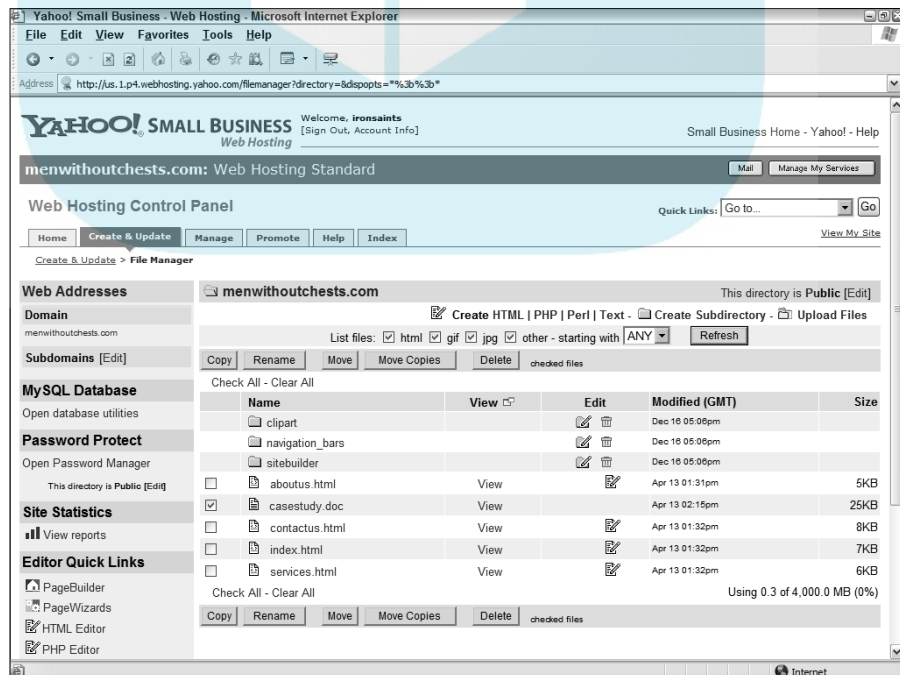 Yahoo! Small Business - Web Hosting - Microsoft Internet Explorer
File Edit View Favorites Tools Help
Address http://us.1.p4.webhosting.yahoo.com/filemanager?directory=&dispopts=*%3b%3b*
YAHOO! SMALL BUSINESS Web Hosting
Welcome, ironsaints
[Sign Out, Account Info]
Small Business Home - Yahoo! - Help
menwithoutchests.com: Web Hosting Standard Mail Manage My Services
Web Hosting Control Panel Quick Links: Go to... Go
Home Create & Update Manage Promote Help Index View My Site
Create & Update > File Manager
Web Addresses
Domain
menwithoutchests.com
Subdomains [Edit]
MySQL Database
Open database utilities
Password Protect
Open Password Manager
This directory is Public [Edit]
Site Statistics
View reports
Editor Quick Links
PageBuilder
PageWizards
HTML Editor
PHP Editor
menwithoutchests.com This directory is Public [Edit]
Create HTML | PHP | Perl | Text - Create Subdirectory - Upload Files
List files: html gif jpg other - starting with ANY Refresh
Copy Rename Move Move Copies Delete checked files
Check All - Clear All
Name View Edit Modified (GMT) Size
clipart Dec 16 05:06pm
navigation_bars Dec 16 05:06pm
sitebuilder Dec 16 05:06pm
aboutus.html View Apr 13 01:31pm 5KB
casestudy.doc View Apr 13 02:15pm 25KB
contactus.html View Apr 13 01:32pm 8KB
index.html View Apr 13 01:32pm 7KB
services.html View Apr 13 01:32pm 6KB
Check All - Clear All Using 0.3 of 4,000.0 MB (0%)
Copy Rename Move Move Copies Delete checked files
Internet